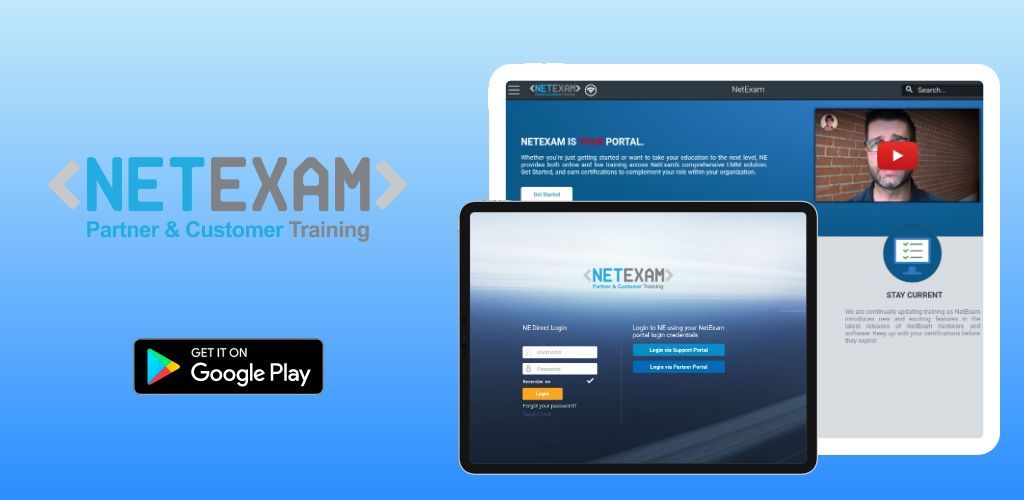 <NETEXAM>
Partner & Customer Training
GET IT ON
Google Play
<NETEXAM>
Partner & Customer Training
NetExam
Search...
NETEXAM IS YOUR PORTAL.
Whether you're just getting started or want to take your education to the next level, NE
provides both online and live training across NetExam's comprehensive EMM solution.
Get Started, and earn certifications to complement your role within your organization.
Get Started
STAY CURRENT
We are continually updating training as NetExam
introduces new and exciting features in the
latest releases of NetExam hardware and
software. Keep up with your certifications before
they expire!
<NETEXAM>
Partner & Customer Training
NE Direct Login
Username
Password
Remember me
Login
Forgot your password?
Login to NE using your NetExam
portal login credentials
Login via Support Portal
Login via Partner Portal